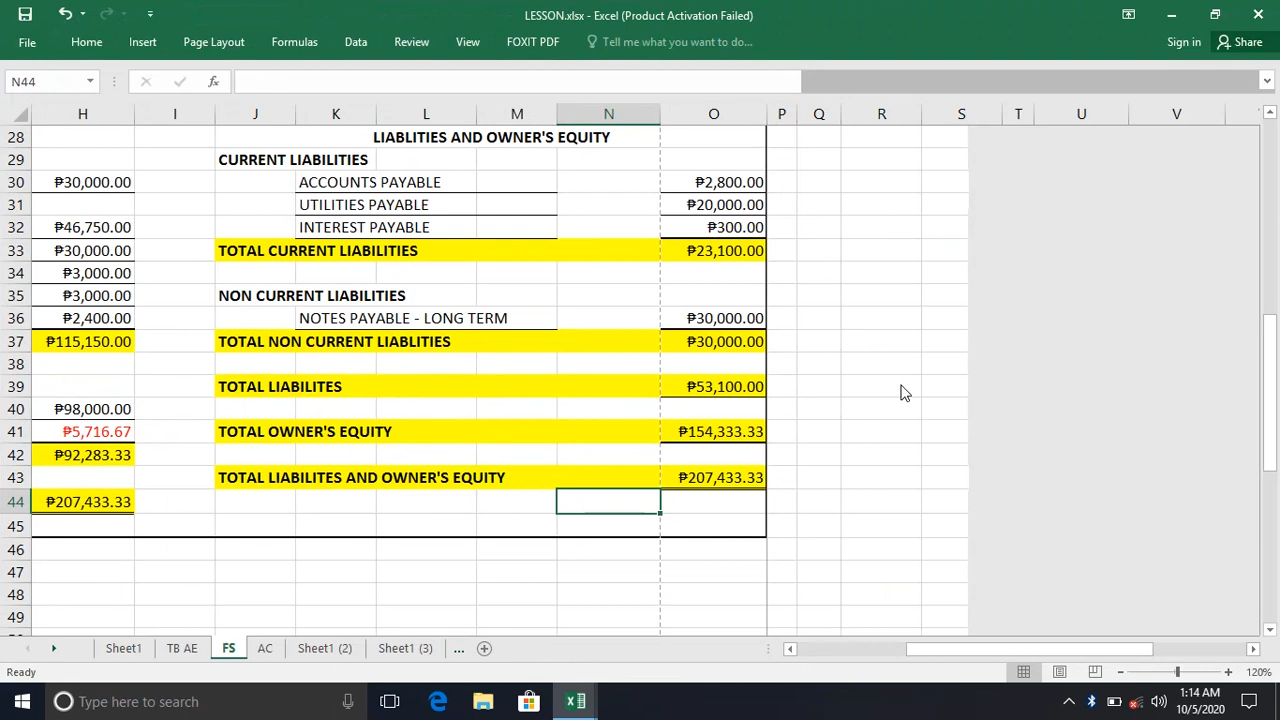 LESSON.xlsx - Excel (Product Activation Failed)
File Home Insert Page Layout Formulas Data Review View FOXIT PDF Tell me what you want to do... Sign in Share
N44 fx
H I J K L M N O P Q R S T U V
28 LIABLITIES AND OWNER'S EQUITY
29 CURRENT LIABILITIES
30 ₱30,000.00 ACCOUNTS PAYABLE ₱2,800.00
31 UTILITIES PAYABLE ₱20,000.00
32 ₱46,750.00 INTEREST PAYABLE ₱300.00
33 ₱30,000.00 TOTAL CURRENT LIABILITIES ₱23,100.00
34 ₱3,000.00
35 ₱3,000.00 NON CURRENT LIABILITIES
36 ₱2,400.00 NOTES PAYABLE - LONG TERM ₱30,000.00
37 ₱115,150.00 TOTAL NON CURRENT LIABLITIES ₱30,000.00
38
39 TOTAL LIABILITES ₱53,100.00
40 ₱98,000.00
41 ₱5,716.67 TOTAL OWNER'S EQUITY ₱154,333.33
42 ₱92,283.33
43 TOTAL LIABILITES AND OWNER'S EQUITY ₱207,433.33
44 ₱207,433.33
45
46
47
48
49
Sheet1 TB AE FS AC Sheet1 (2) Sheet1 (3) ...
Ready 120%
Type here to search 1:14 AM
10/5/2020